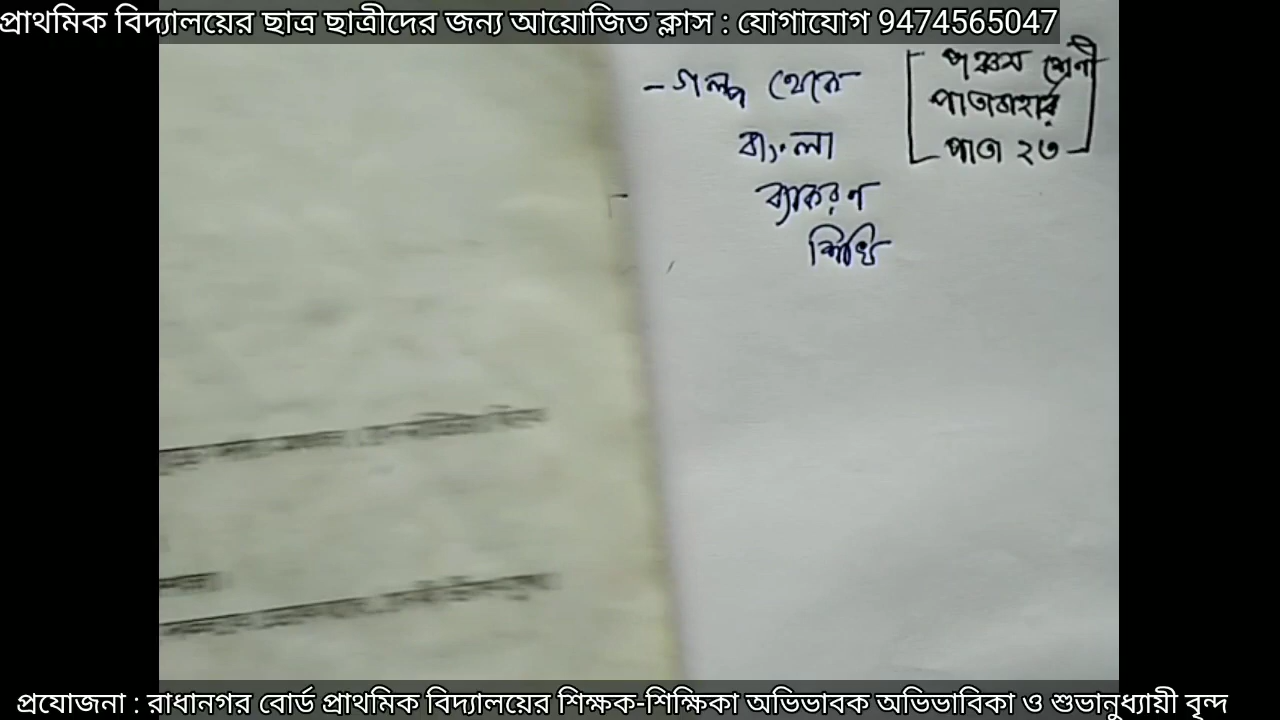 প্রাথমিক বিদ্যালয়ের ছাত্র ছাত্রীদের জন্য আয়োজিত ক্লাস : যোগাযোগ 9474565047
- গল্প থেকে
বাংলা
ব্যাকরণ
শিখি
পঞ্চম শ্রেণী
পাতাবাহার
পাতা ২৩
প্রযোজনা : রাধানগর বোর্ড প্রাথমিক বিদ্যালয়ের শিক্ষক-শিক্ষিকা অভিভাবক অভিভাবিকা ও শুভানুধ্যায়ী বৃন্দ